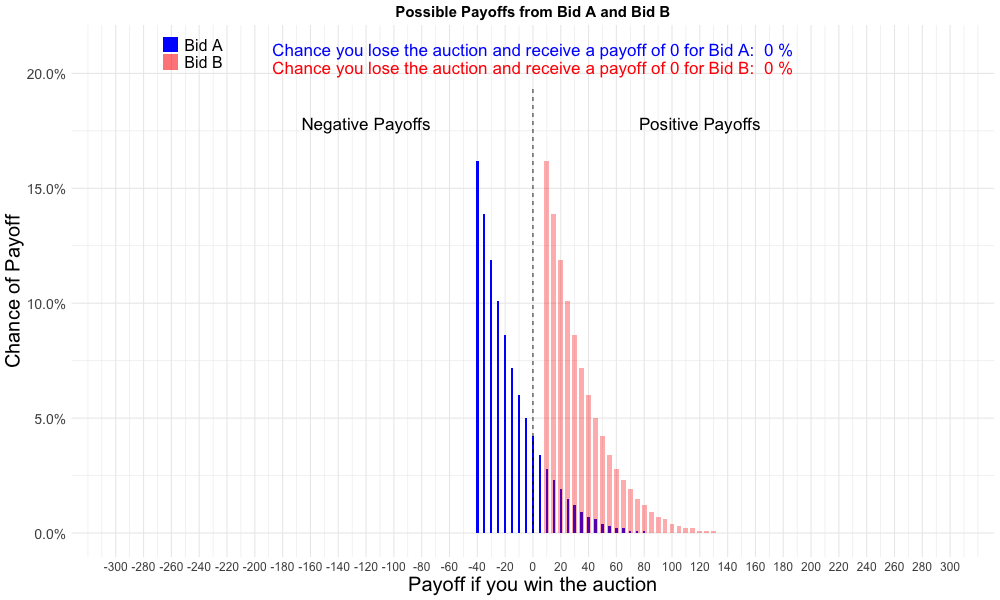 Possible Payoffs from Bid A and Bid B
Bid A
Bid B
Chance you lose the auction and receive a payoff of 0 for Bid A:  0 %
Chance you lose the auction and receive a payoff of 0 for Bid B:  0 %
Negative Payoffs
Positive Payoffs
Chance of Payoff
20.0%
15.0%
10.0%
5.0%
0.0%
-300 -280 -260 -240 -220 -200 -180 -160 -140 -120 -100 -80 -60 -40 -20 0 20 40 60 80 100 120 140 160 180 200 220 240 260 280 300
Payoff if you win the auction